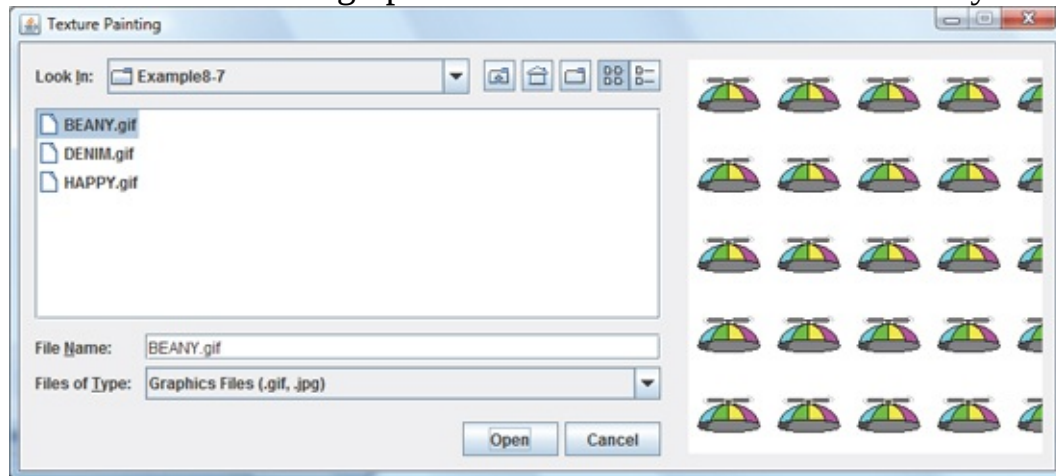 Texture Painting
Look In: Example8-7
BEANY.gif
DENIM.gif
HAPPY.gif
File Name: BEANY.gif
Files of Type: Graphics Files (.gif, .jpg)
Open Cancel